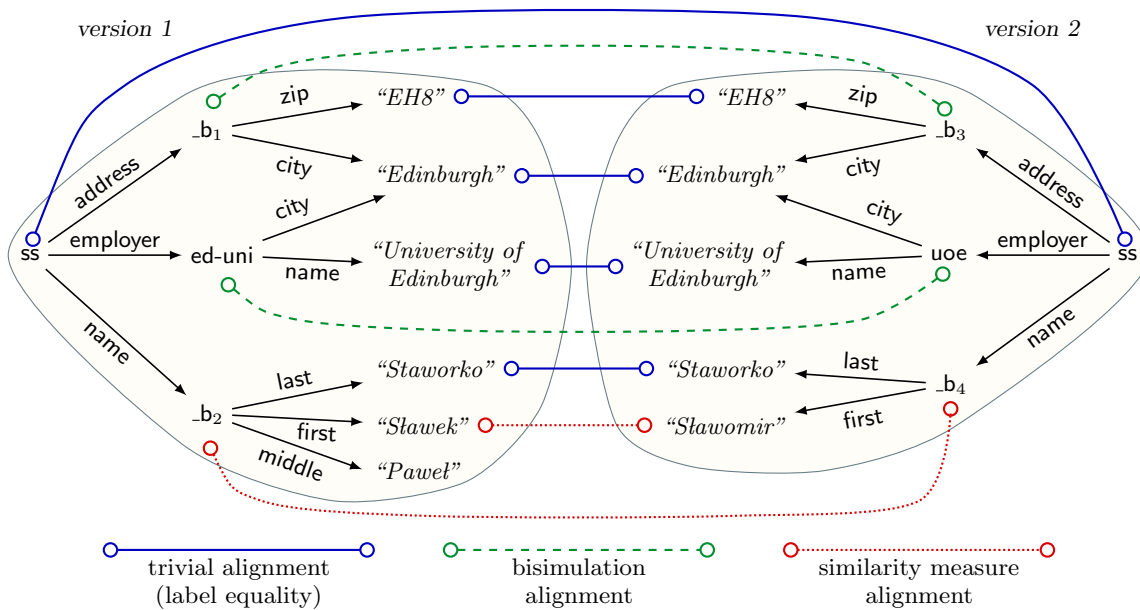 version 1
version 2
zip
“EH8”
“EH8”
zip
_b1
_b3
address
city
“Edinburgh”
“Edinburgh”
city
address
ss
employer
ed-uni
city
name
“University of
Edinburgh”
“University of
Edinburgh”
city
name
uoe
employer
ss
name
last
“Staworko”
“Staworko”
last
name
_b2
_b4
first
“Sławek”
“Sławomir”
first
middle
“Paweł”
trivial alignment
(label equality)
bisimulation
alignment
similarity measure
alignment